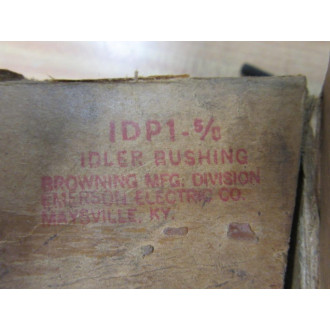 IDP1-5/8
IDLER BUSHING
BROWNING MFG. DIVISION
EMERSON ELECTRIC CO.
MAYSVILLE, KY.